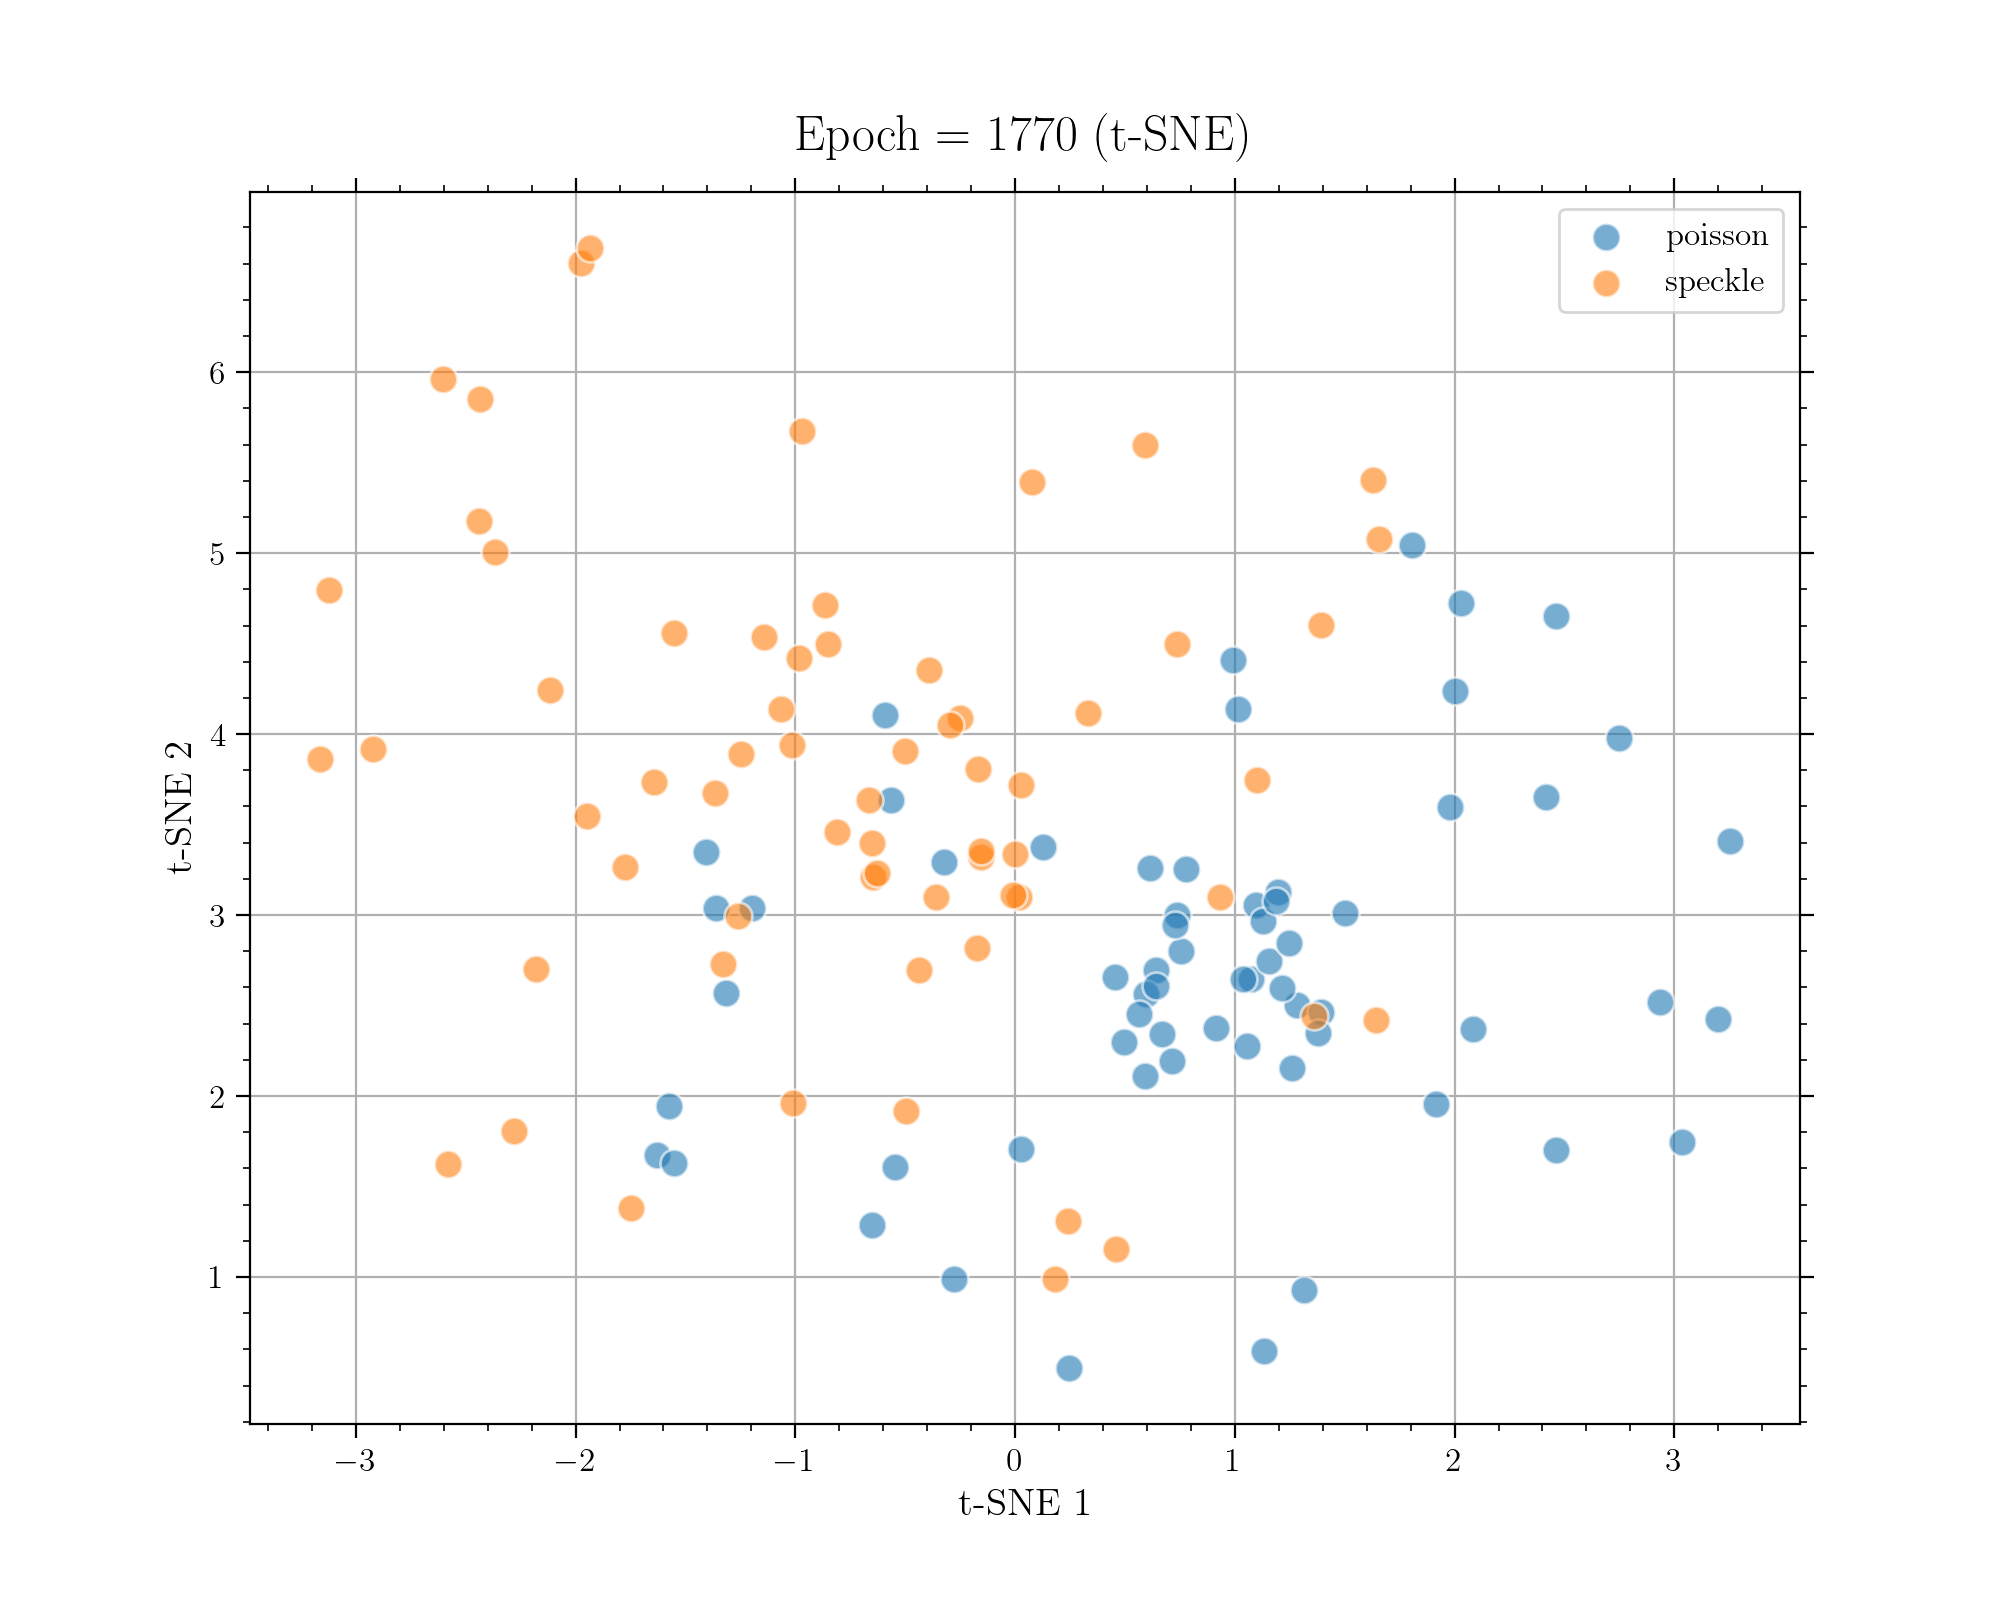 Epoch = 1770 (t-SNE)
poisson
speckle
6
5
4
3
2
1
t-SNE 2
−3 −2 −1 0 1 2 3
t-SNE 1